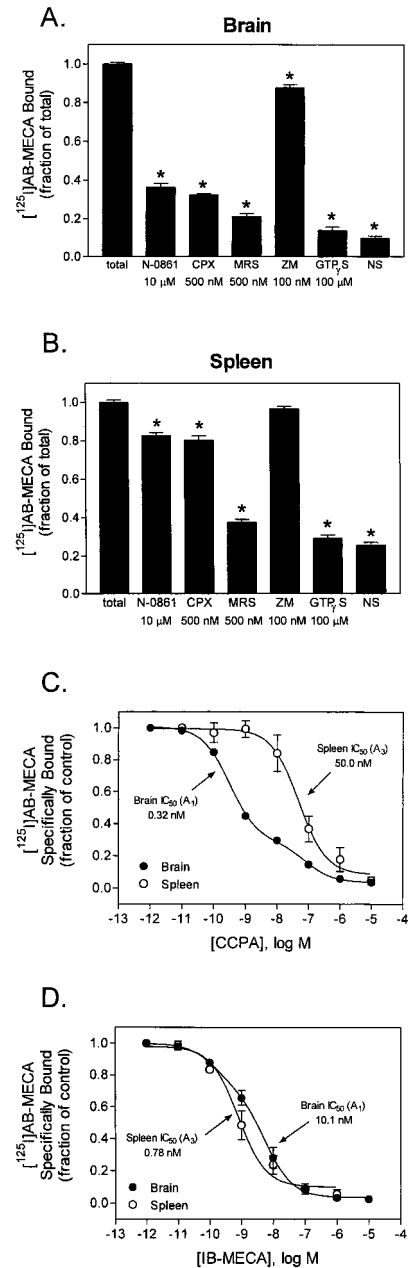 A.
Brain
[125I]AB-MECA Bound
(fraction of total)
1.0
0.8
0.6
0.4
0.2
0.0
* * * * * *
total N-0861 CPX MRS ZM GTPγS NS
10 µM 500 nM 500 nM 100 nM 100 µM
B.
Spleen
[125I]AB-MECA Bound
(fraction of total)
1.0
0.8
0.6
0.4
0.2
0.0
* * * * *
total N-0861 CPX MRS ZM GTPγS NS
10 µM 500 nM 500 nM 100 nM 100 µM
C.
[125I]AB-MECA
Specifically Bound
(fraction of control)
1.0
0.8
0.6
0.4
0.2
0.0
Spleen IC50 (A3)
50.0 nM
Brain IC50 (A1)
0.32 nM
Brain
Spleen
-13 -12 -11 -10 -9 -8 -7 -6 -5 -4
[CCPA], log M
D.
[125I]AB-MECA
Specifically Bound
(fraction of control)
1.0
0.8
0.6
0.4
0.2
0.0
Brain IC50 (A1)
10.1 nM
Spleen IC50 (A3)
0.78 nM
Brain
Spleen
-13 -12 -11 -10 -9 -8 -7 -6 -5 -4
[IB-MECA], log M